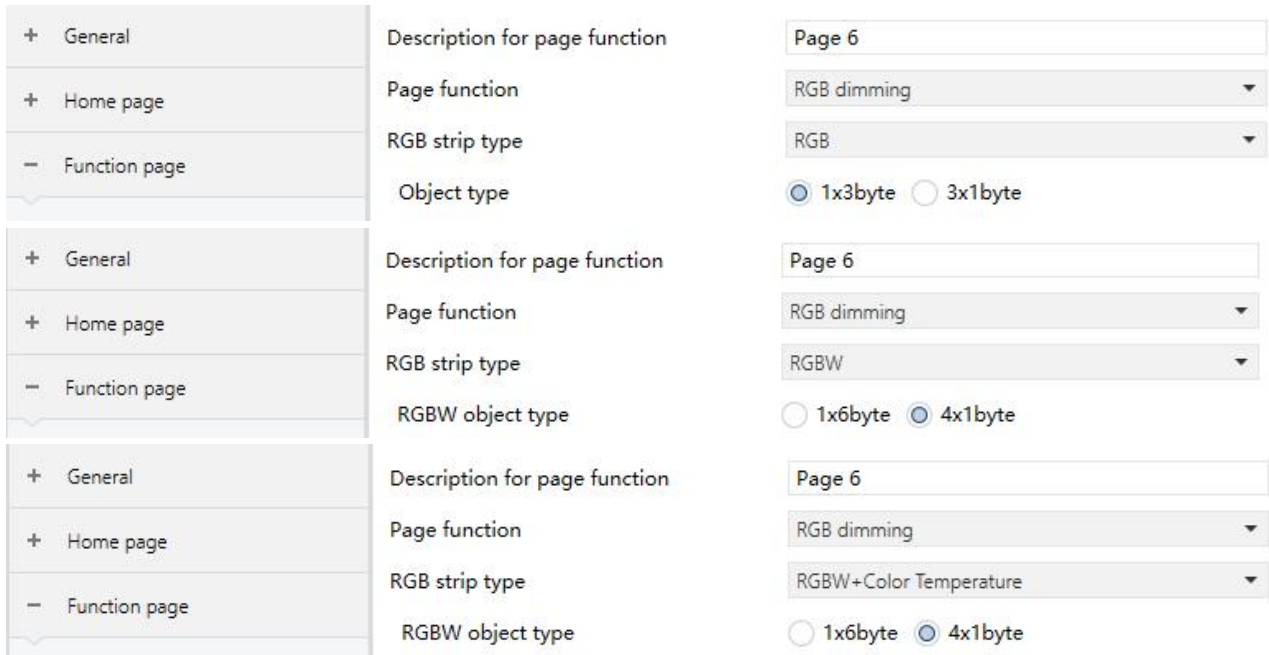 + General
Description for page function Page 6
+ Home page
Page function RGB dimming
RGB strip type RGB
− Function page
Object type 1x3byte 3x1byte
+ General
Description for page function Page 6
+ Home page
Page function RGB dimming
RGB strip type RGBW
− Function page
RGBW object type 1x6byte 4x1byte
+ General
Description for page function Page 6
+ Home page
Page function RGB dimming
RGB strip type RGBW+Color Temperature
− Function page
RGBW object type 1x6byte 4x1byte